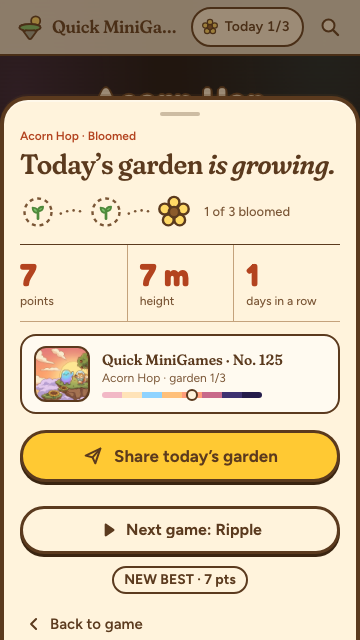 Quick MiniGa...
Today 1/3
Acorn Hop · Bloomed
Today's garden is growing.
1 of 3 bloomed
7
points
7 m
height
1
days in a row
Quick MiniGames · No. 125
Acorn Hop · garden 1/3
Share today's garden
Next game: Ripple
NEW BEST · 7 pts
Back to game